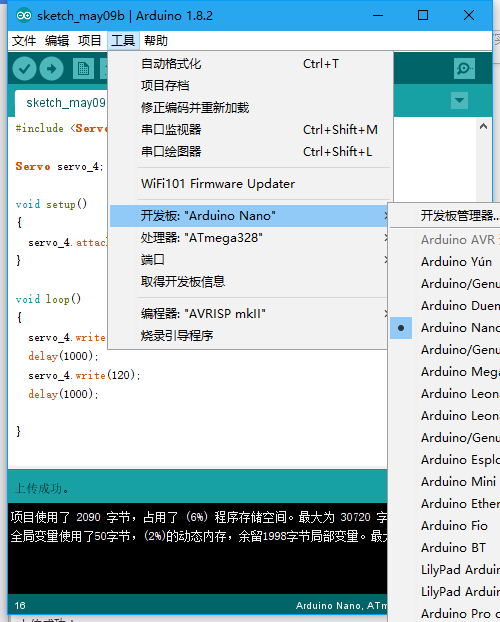 sketch_may09b | Arduino 1.8.2
文件 编辑 项目 工具 帮助
sketch_may09
#include <Servo
Servo servo_4;
void setup()
{
servo_4.attac
}
void loop()
{
servo_4.write
delay(1000);
servo_4.write(120);
delay(1000);
}
自动格式化 Ctrl+T
项目存档
修正编码并重新加载
串口监视器 Ctrl+Shift+M
串口绘图器 Ctrl+Shift+L
WiFi101 Firmware Updater
开发板: "Arduino Nano"
处理器: "ATmega328"
端口
取得开发板信息
编程器: "AVRISP mkII"
烧录引导程序
开发板管理器...
Arduino AVR
Arduino Yún
Arduino/Genu
Arduino Duem
Arduino Nano
Arduino/Genu
Arduino Mega
Arduino Leona
Arduino Leona
Arduino/Genu
Arduino Esplo
Arduino Mini
Arduino Ether
Arduino Fio
Arduino BT
LilyPad Arduin
LilyPad Arduin
Arduino Pro o
上传成功。
项目使用了 2090 字节，占用了 (6%) 程序存储空间。最大为 30720 字
全局变量使用了50字节，(2%)的动态内存，余留1998字节局部变量。最大
16
Arduino Nano, ATm